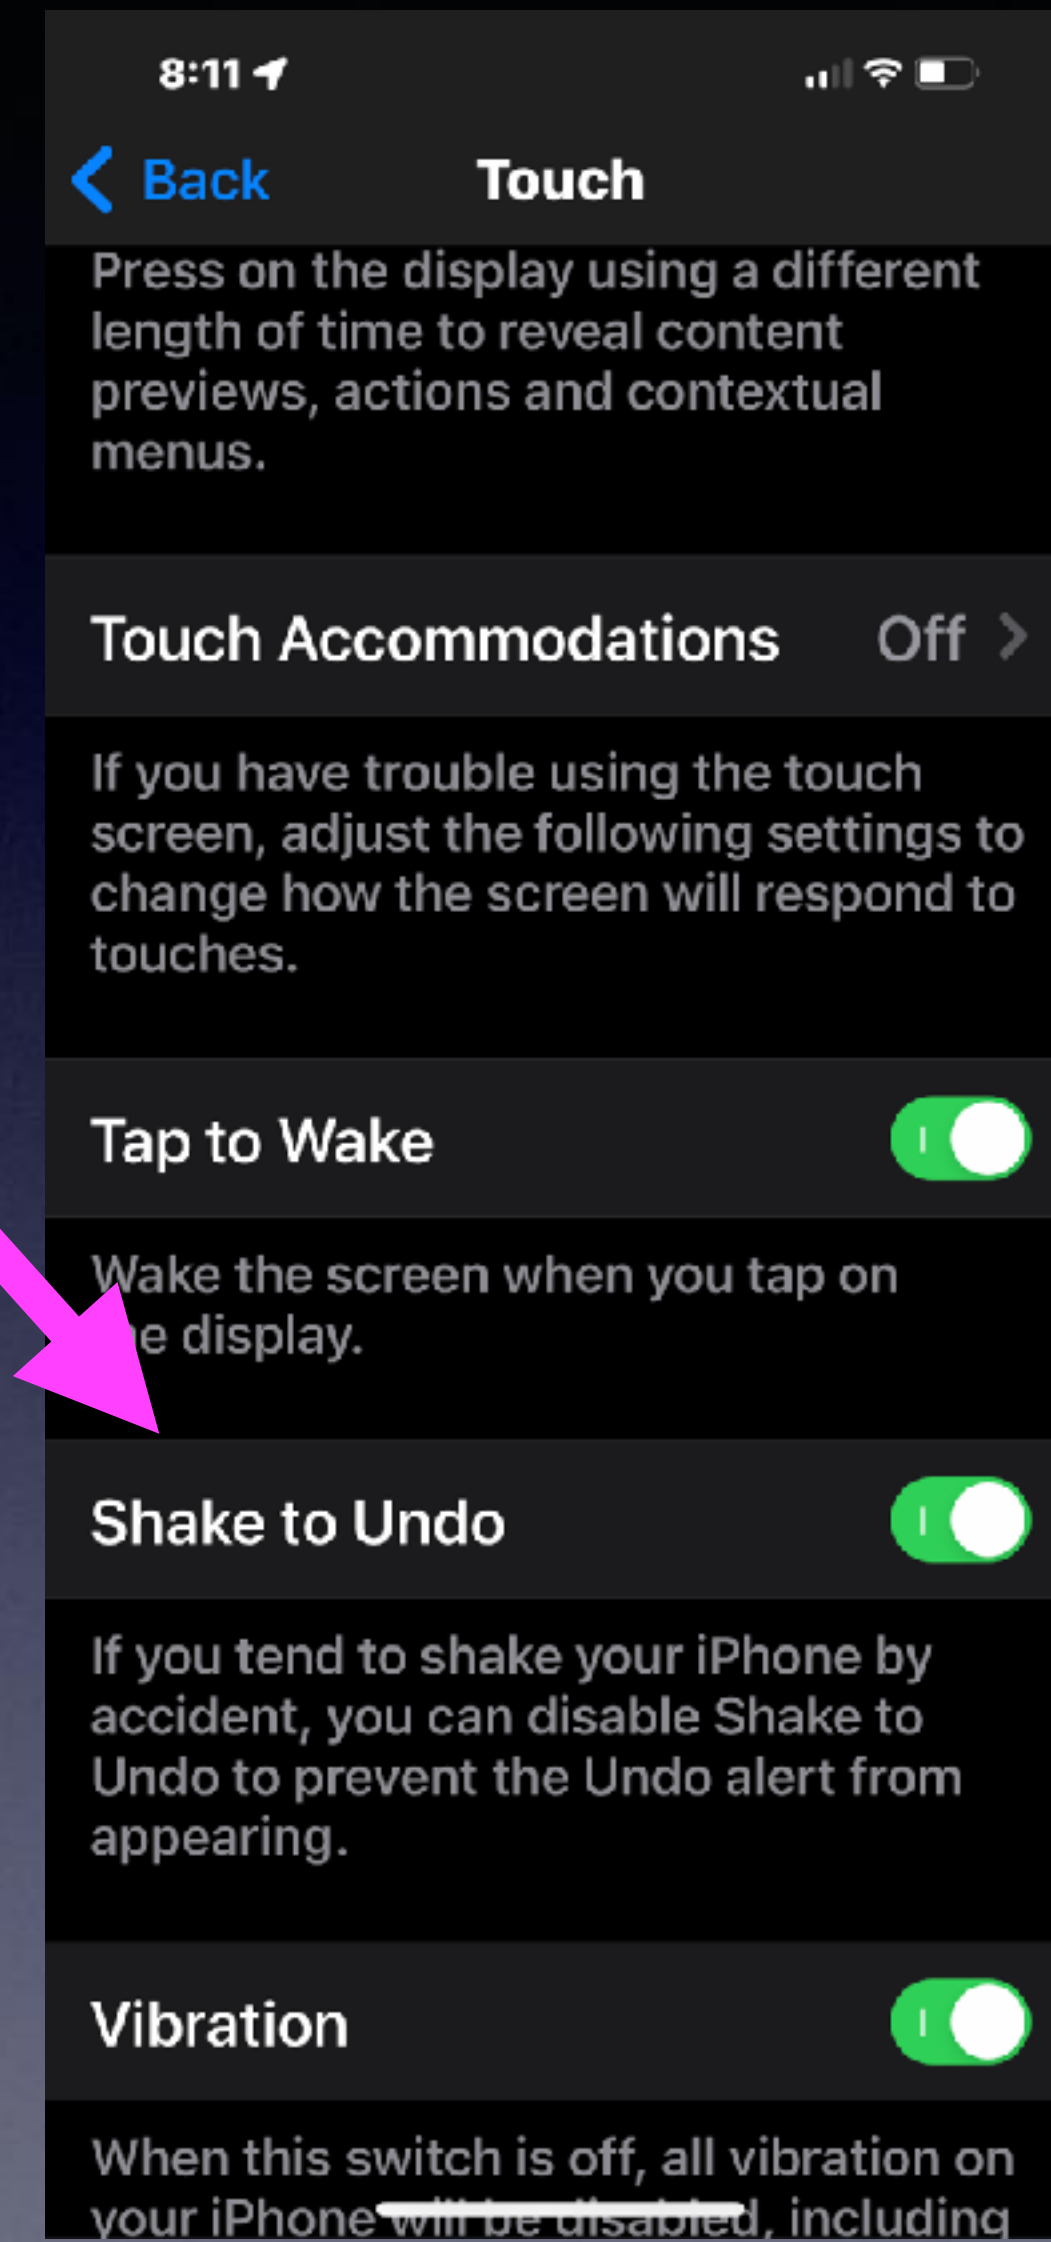 8:11
Back
Touch
Press on the display using a different
length of time to reveal content
previews, actions and contextual
menus.
Touch Accommodations Off
If you have trouble using the touch
screen, adjust the following settings to
change how the screen will respond to
touches.
Tap to Wake
Wake the screen when you tap on
display.
Shake to Undo
If you tend to shake your iPhone by
accident, you can disable Shake to
Undo to prevent the Undo alert from
appearing.
Vibration
When this switch is off, all vibration on
your iPhone will be disabled, including